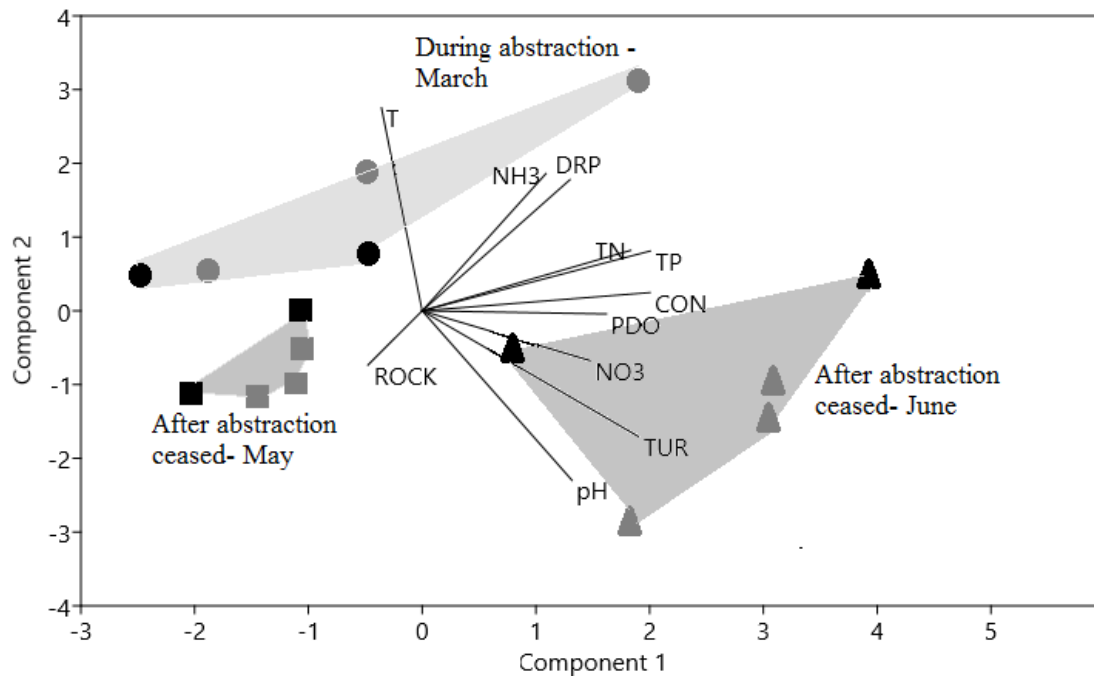 4
3
2
1
0
-1
-2
-3
-4
Component 2
During abstraction -
March
T
NH3
DRP
TN
TP
CON
PDO
NO3
ROCK
TUR
pH
After abstraction
ceased- May
After abstraction
ceased- June
-3
-2
-1
0
1
2
3
4
5
Component 1